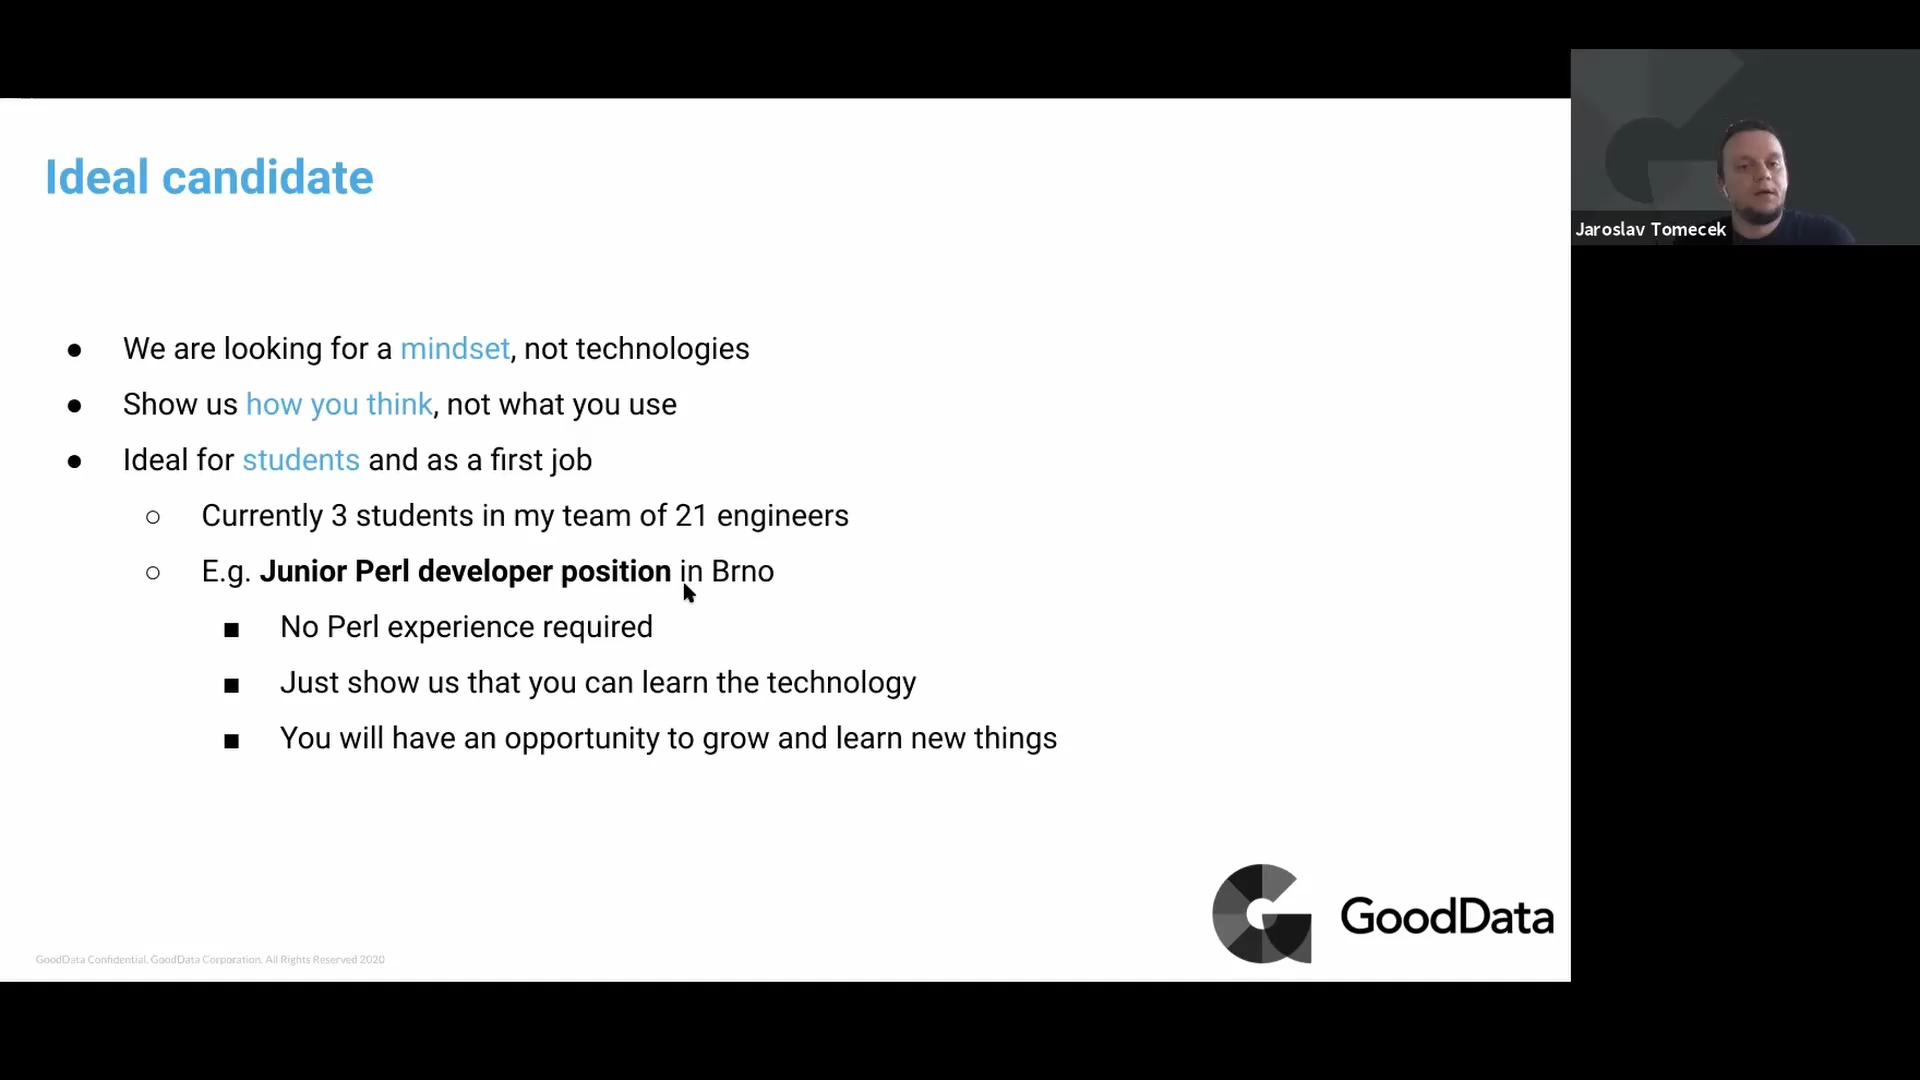 Ideal candidate
Jaroslav Tomecek
● We are looking for a mindset, not technologies
● Show us how you think, not what you use
● Ideal for students and as a first job
○ Currently 3 students in my team of 21 engineers
○ E.g. Junior Perl developer position in Brno
■ No Perl experience required
■ Just show us that you can learn the technology
■ You will have an opportunity to grow and learn new things
GoodData
GoodData Confidential. GoodData Corporation. All Rights Reserved 2020